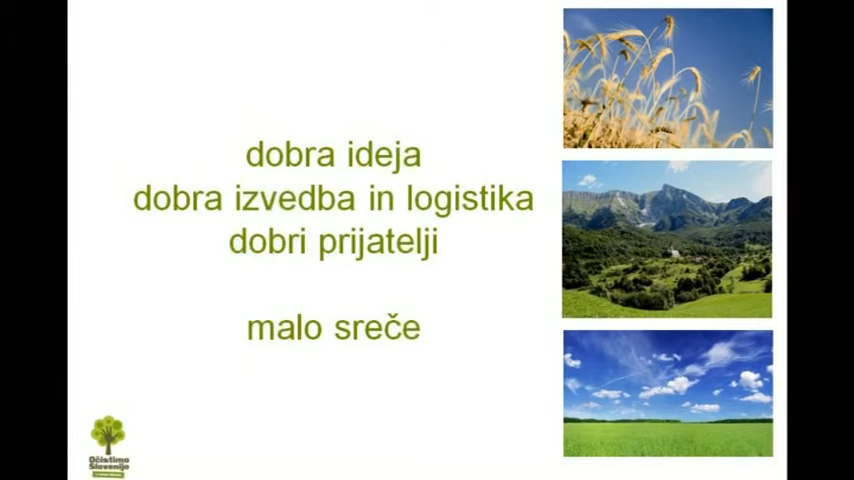 dobra ideja
dobra izvedba in logistika
dobri prijatelji
malo sreče
Očistimo
Slovenijo